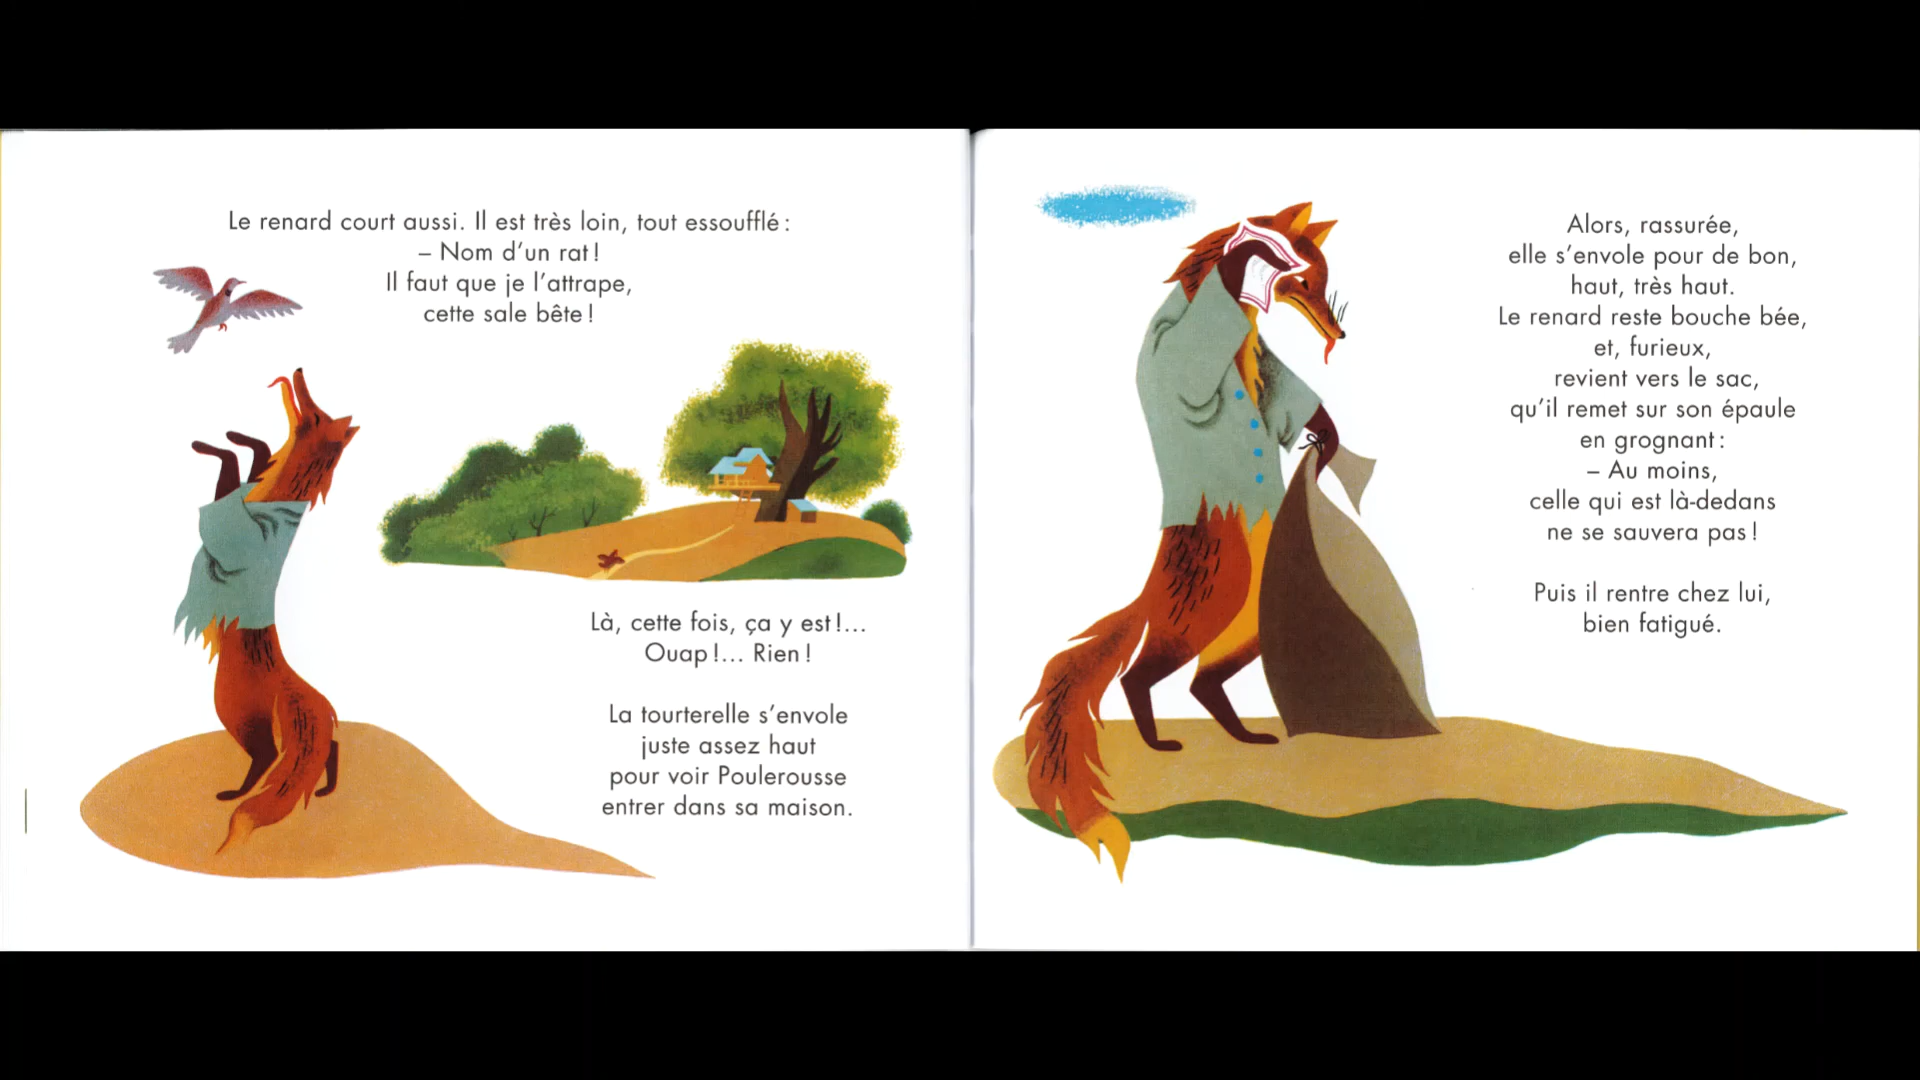 Le renard court aussi. Il est très loin, tout essoufflé :
– Nom d’un rat !
Il faut que je l’attrape,
cette sale bête !
Là, cette fois, ça y est !...
Ouap !... Rien !
La tourterelle s’envole
juste assez haut
pour voir Poulerousse
entrer dans sa maison.
Alors, rassurée,
elle s’envole pour de bon,
haut, très haut.
Le renard reste bouche bée,
et, furieux,
revient vers le sac,
qu’il remet sur son épaule
en grognant :
– Au moins,
celle qui est là-dedans
ne se sauvera pas !
Puis il rentre chez lui,
bien fatigué.